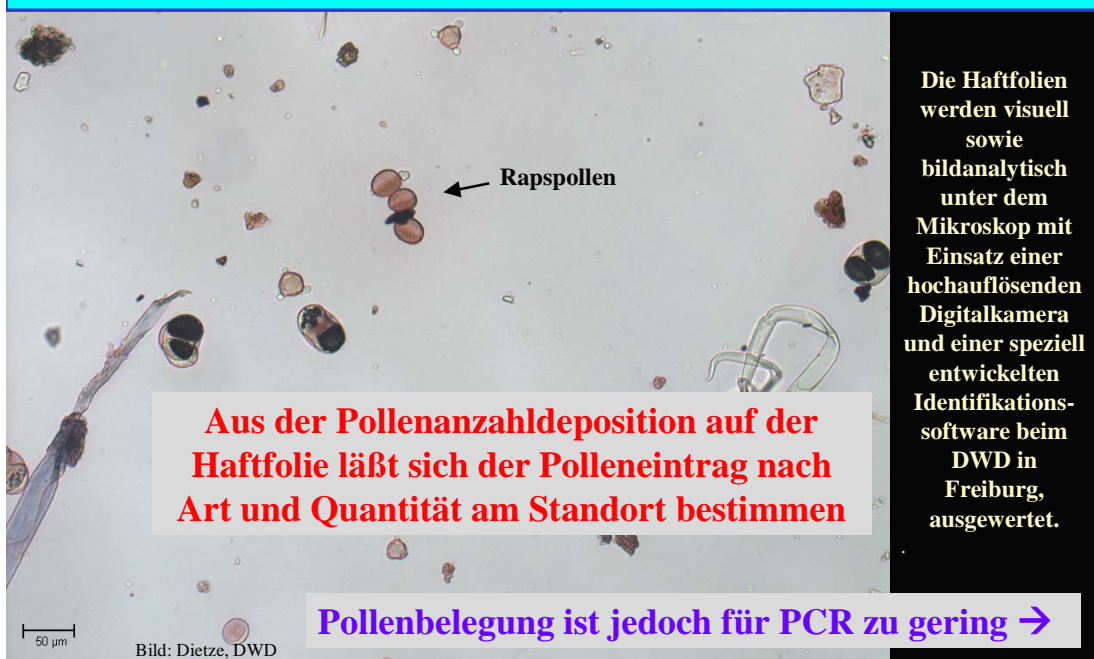 Rapspollen
Aus der Pollenanzahldeposition auf der
Haftfolie läßt sich der Polleneintrag nach
Art und Quantität am Standort bestimmen
Pollenbelegung ist jedoch für PCR zu gering →
50 µm
Bild: Dietze, DWD
Die Haftfolien
werden visuell
sowie
bildanalytisch
unter dem
Mikroskop mit
Einsatz einer
hochauflösenden
Digitalkamera
und einer speziell
entwickelten
Identifikations-
software beim
DWD in
Freiburg,
ausgewertet.
.